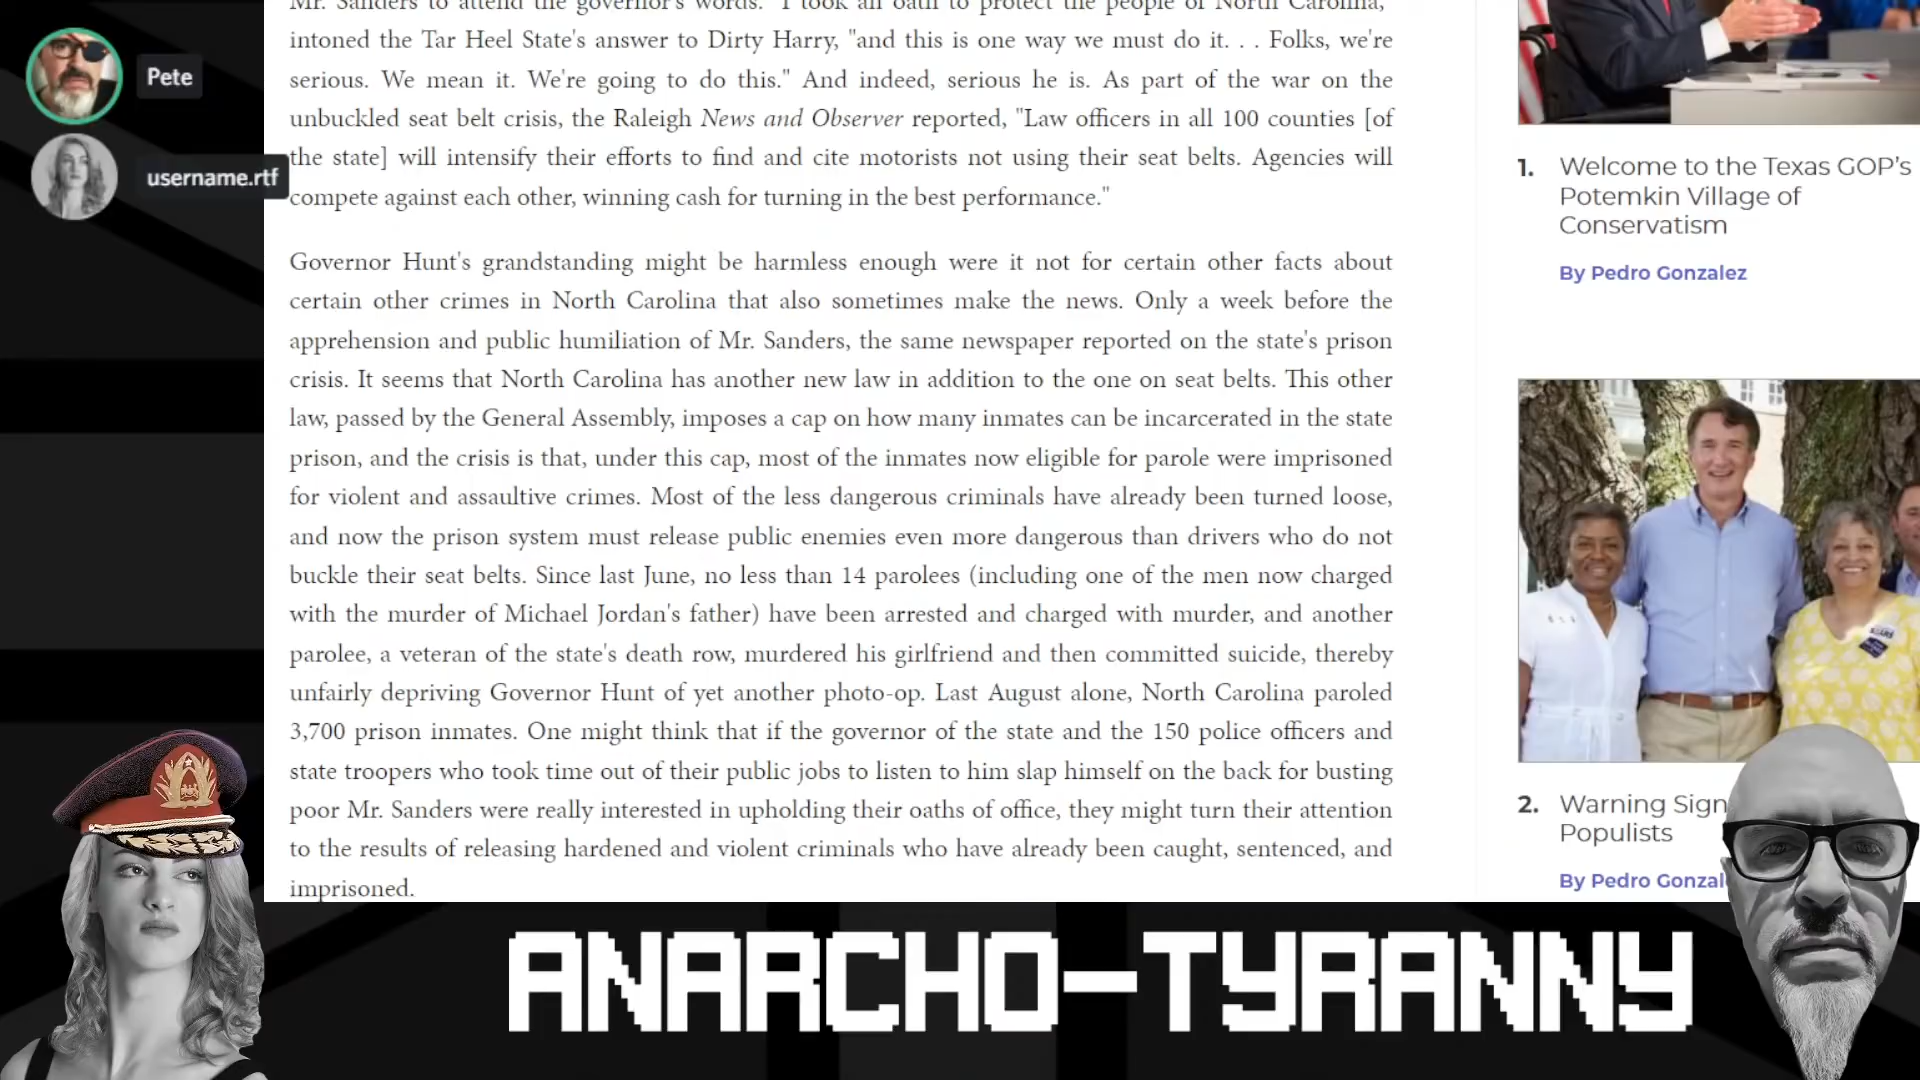 Mr. Sanders to attend the governor's words. "I took an oath to protect the people of North Carolina,"
intoned the Tar Heel State's answer to Dirty Harry, "and this is one way we must do it. . . Folks, we're
serious. We mean it. We're going to do this." And indeed, serious he is. As part of the war on the
unbuckled seat belt crisis, the Raleigh News and Observer reported, "Law officers in all 100 counties [of
the state] will intensify their efforts to find and cite motorists not using their seat belts. Agencies will
compete against each other, winning cash for turning in the best performance."
Governor Hunt's grandstanding might be harmless enough were it not for certain other facts about
certain other crimes in North Carolina that also sometimes make the news. Only a week before the
apprehension and public humiliation of Mr. Sanders, the same newspaper reported on the state's prison
crisis. It seems that North Carolina has another new law in addition to the one on seat belts. This other
law, passed by the General Assembly, imposes a cap on how many inmates can be incarcerated in the state
prison, and the crisis is that, under this cap, most of the inmates now eligible for parole were imprisoned
for violent and assaultive crimes. Most of the less dangerous criminals have already been turned loose,
and now the prison system must release public enemies even more dangerous than drivers who do not
buckle their seat belts. Since last June, no less than 14 parolees (including one of the men now charged
with the murder of Michael Jordan's father) have been arrested and charged with murder, and another
parolee, a veteran of the state's death row, murdered his girlfriend and then committed suicide, thereby
unfairly depriving Governor Hunt of yet another photo-op. Last August alone, North Carolina paroled
3,700 prison inmates. One might think that if the governor of the state and the 150 police officers and
state troopers who took time out of their public jobs to listen to him slap himself on the back for busting
poor Mr. Sanders were really interested in upholding their oaths of office, they might turn their attention
to the results of releasing hardened and violent criminals who have already been caught, sentenced, and
imprisoned.
Pete
username.rtf
1. Welcome to the Texas GOP's
Potemkin Village of
Conservatism
By Pedro Gonzalez
2. Warning Sign
Populists
By Pedro Gonzal
ANARCHO-TYRANNY